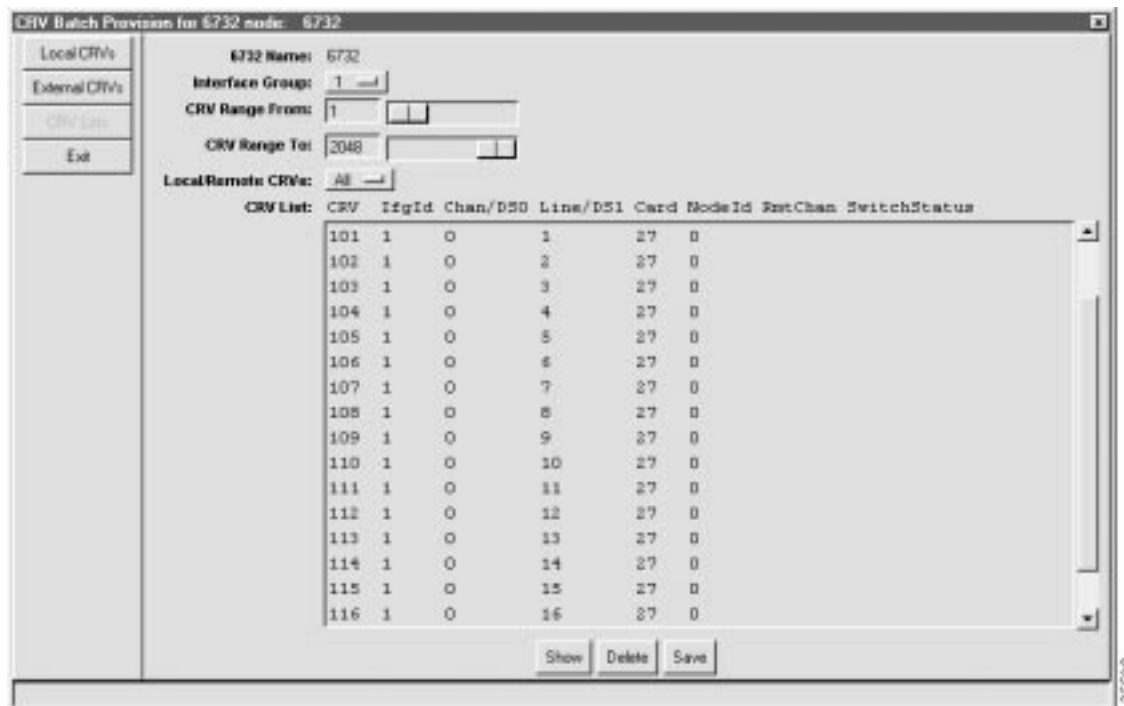 CRV Batch Provision for 6732 node: 6732
Local CRVs
External CRVs
CRV Lists
Exit
6732 Name: 6732
Interface Group: 1
CRV Range From: 1
CRV Range To: 2048
Local/Remote CRVs: All
CRV List: CRV IfgId Chan/DS0 Line/DS1 Card NodeId RmtChan SwitchStatus
101 1 0 1 27 0
102 1 0 2 27 0
103 1 0 3 27 0
104 1 0 4 27 0
105 1 0 5 27 0
106 1 0 6 27 0
107 1 0 7 27 0
108 1 0 8 27 0
109 1 0 9 27 0
110 1 0 10 27 0
111 1 0 11 27 0
112 1 0 12 27 0
113 1 0 13 27 0
114 1 0 14 27 0
115 1 0 15 27 0
116 1 0 16 27 0
Show Delete Save